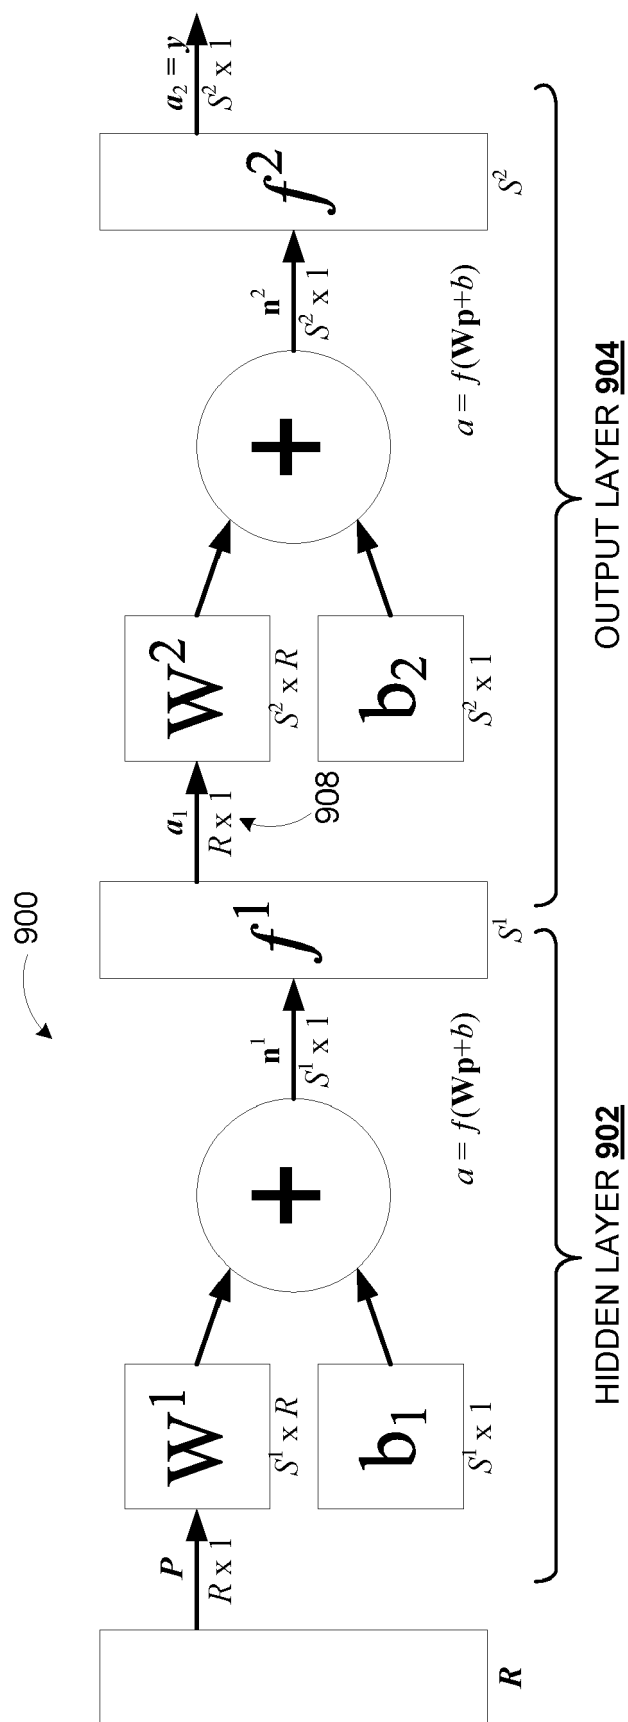 900
P
R x 1
R
W¹
S¹ x R
b₁
S¹ x 1
+
n¹
S¹ x 1
a = f(Wp+b)
f¹
S¹
a₁
R x 1
908
W²
S² x R
b₂
S² x 1
+
n²
S² x 1
a = f(Wp+b)
f²
S²
a₂ = y
S² x 1
HIDDEN LAYER 902
OUTPUT LAYER 904